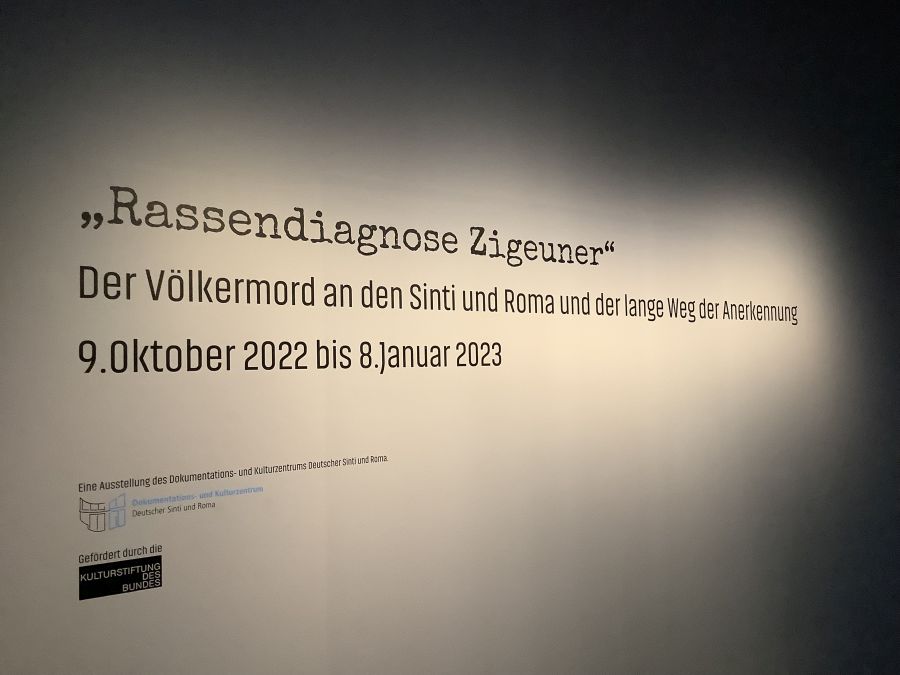 „Rassendiagnose Zigeuner“
Der Völkermord an den Sinti und Roma und der lange Weg der Anerkennung
9.Oktober 2022 bis 8.Januar 2023
Eine Ausstellung des Dokumentations- und Kulturzentrums Deutscher Sinti und Roma.
Dokumentations- und Kulturzentrum
Deutscher Sinti und Roma
Gefördert durch die
KULTURSTIFTUNG
DES
BUNDES